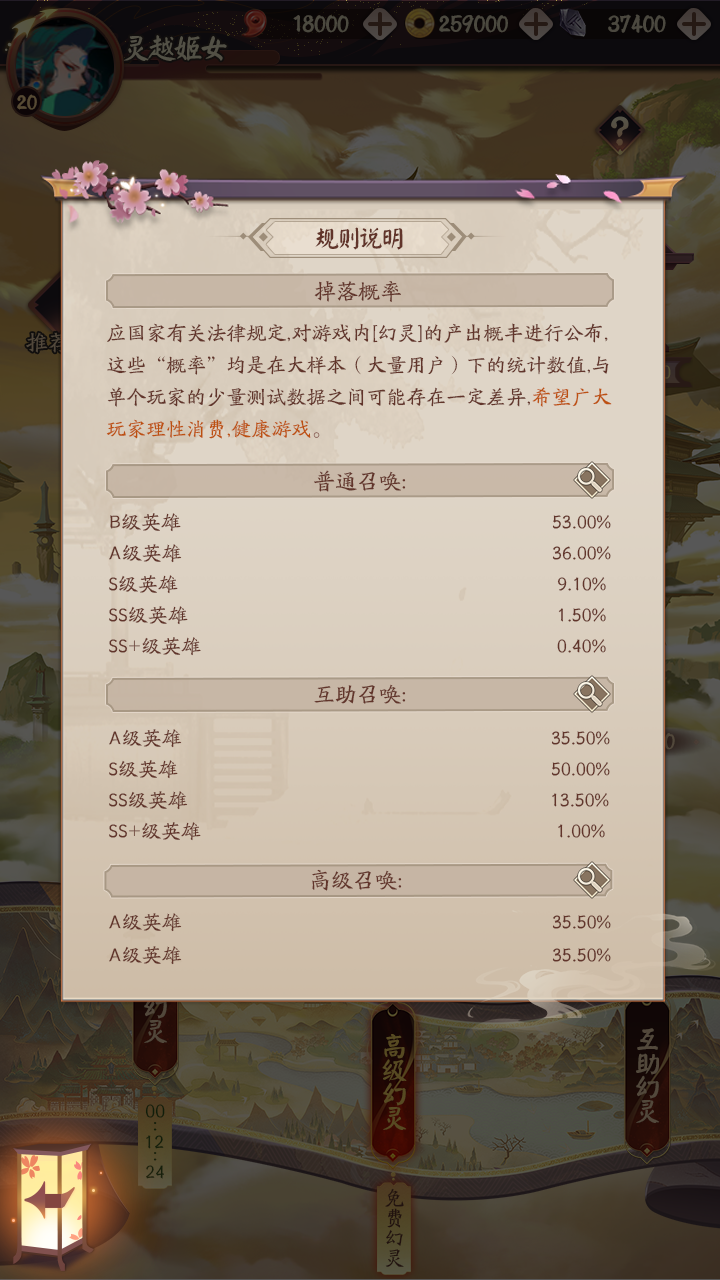 灵越姬女
18000
259000
37400
20
?
规则说明
掉落概率
应国家有关法律规定,对游戏内[幻灵]的产出概丰进行公布,
这些“概率”均是在大样本(大量用户)下的统计数值,与
单个玩家的少量测试数据之间可能存在一定差异,希望广大
玩家理性消费,健康游戏。
推荐
普通召唤:
B级英雄 53.00%
A级英雄 36.00%
S级英雄 9.10%
SS级英雄 1.50%
SS+级英雄 0.40%
互助召唤:
A级英雄 35.50%
S级英雄 50.00%
SS级英雄 13.50%
SS+级英雄 1.00%
高级召唤:
A级英雄 35.50%
A级英雄 35.50%
幻灵
高级幻灵
互助幻灵
00:12:24
免费幻灵